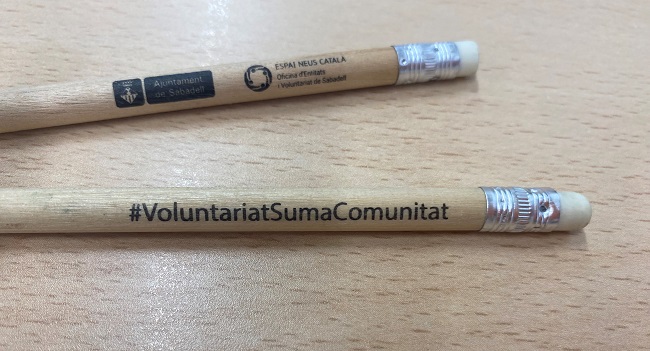 Ajuntament
de Sabadell
ESPAI NEUS CATALÀ
Oficina d'Entitats
i Voluntariat de Sabadell
#VoluntariatSumaComunitat